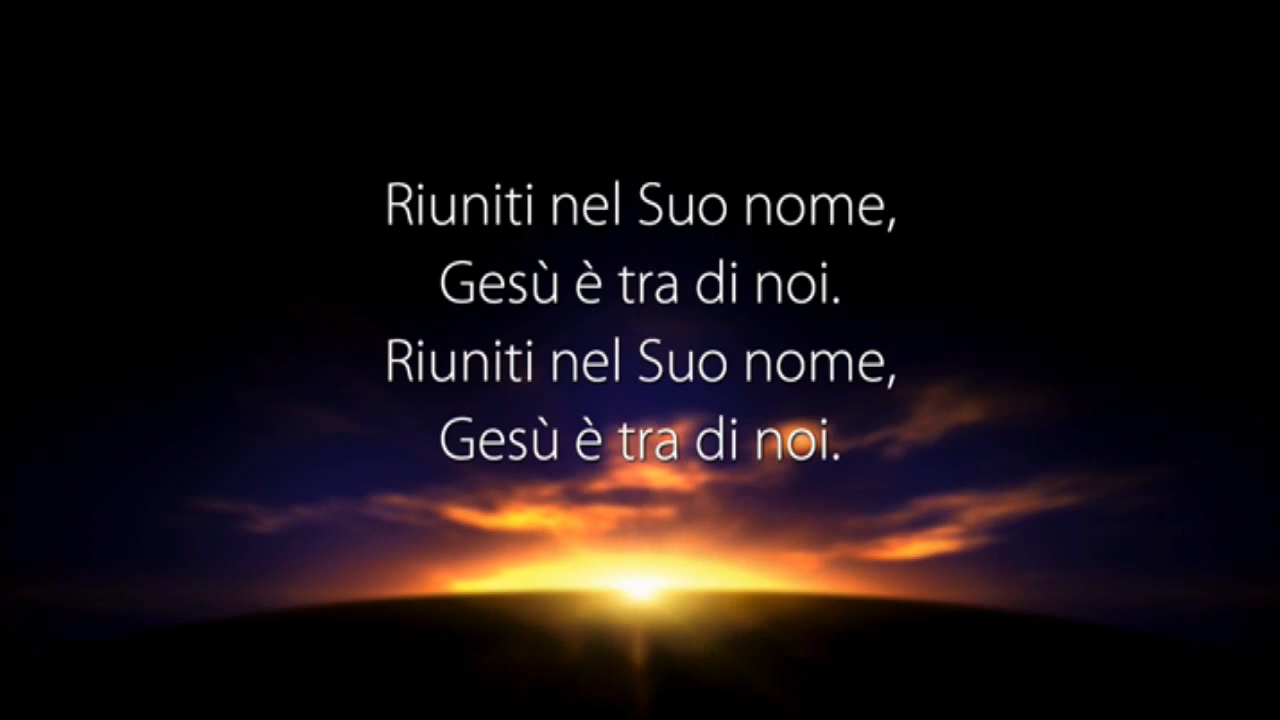 Riuniti nel Suo nome,
Gesù è tra di noi.
Riuniti nel Suo nome,
Gesù è tra di noi.